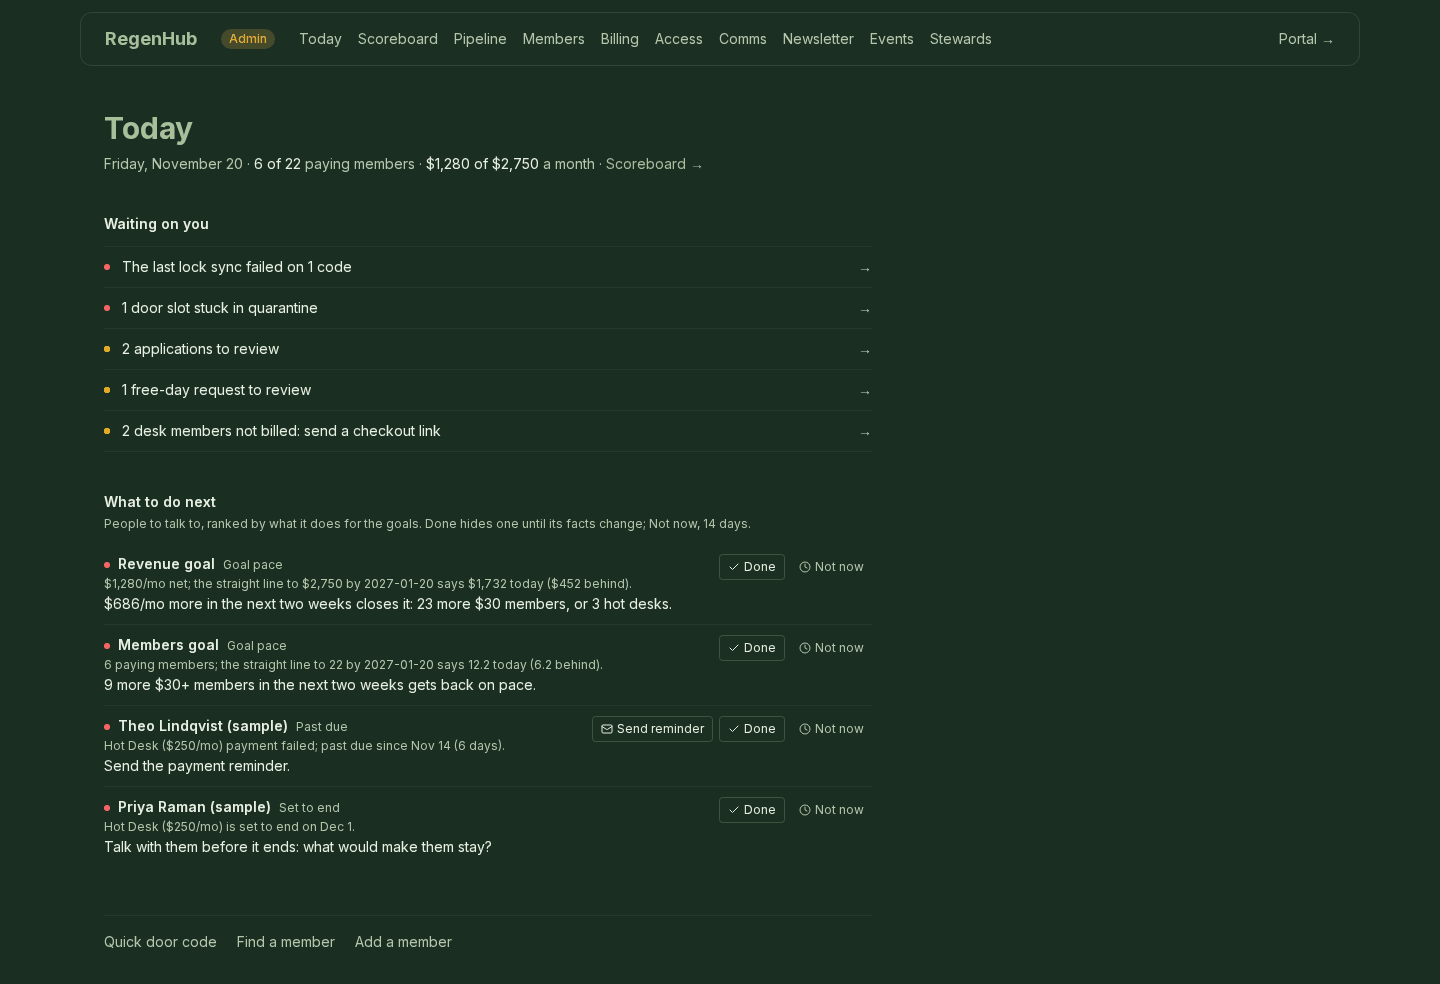 RegenHub Admin Today Scoreboard Pipeline Members Billing Access Comms Newsletter Events Stewards Portal →
Today
Friday, November 20 · 6 of 22 paying members · $1,280 of $2,750 a month · Scoreboard →
Waiting on you
The last lock sync failed on 1 code →
1 door slot stuck in quarantine →
2 applications to review →
1 free-day request to review →
2 desk members not billed: send a checkout link →
What to do next
People to talk to, ranked by what it does for the goals. Done hides one until its facts change; Not now, 14 days.
Revenue goal Goal pace Done Not now
$1,280/mo net; the straight line to $2,750 by 2027-01-20 says $1,732 today ($452 behind).
$686/mo more in the next two weeks closes it: 23 more $30 members, or 3 hot desks.
Members goal Goal pace Done Not now
6 paying members; the straight line to 22 by 2027-01-20 says 12.2 today (6.2 behind).
9 more $30+ members in the next two weeks gets back on pace.
Theo Lindqvist (sample) Past due Send reminder Done Not now
Hot Desk ($250/mo) payment failed; past due since Nov 14 (6 days).
Send the payment reminder.
Priya Raman (sample) Set to end Done Not now
Hot Desk ($250/mo) is set to end on Dec 1.
Talk with them before it ends: what would make them stay?
Quick door code Find a member Add a member